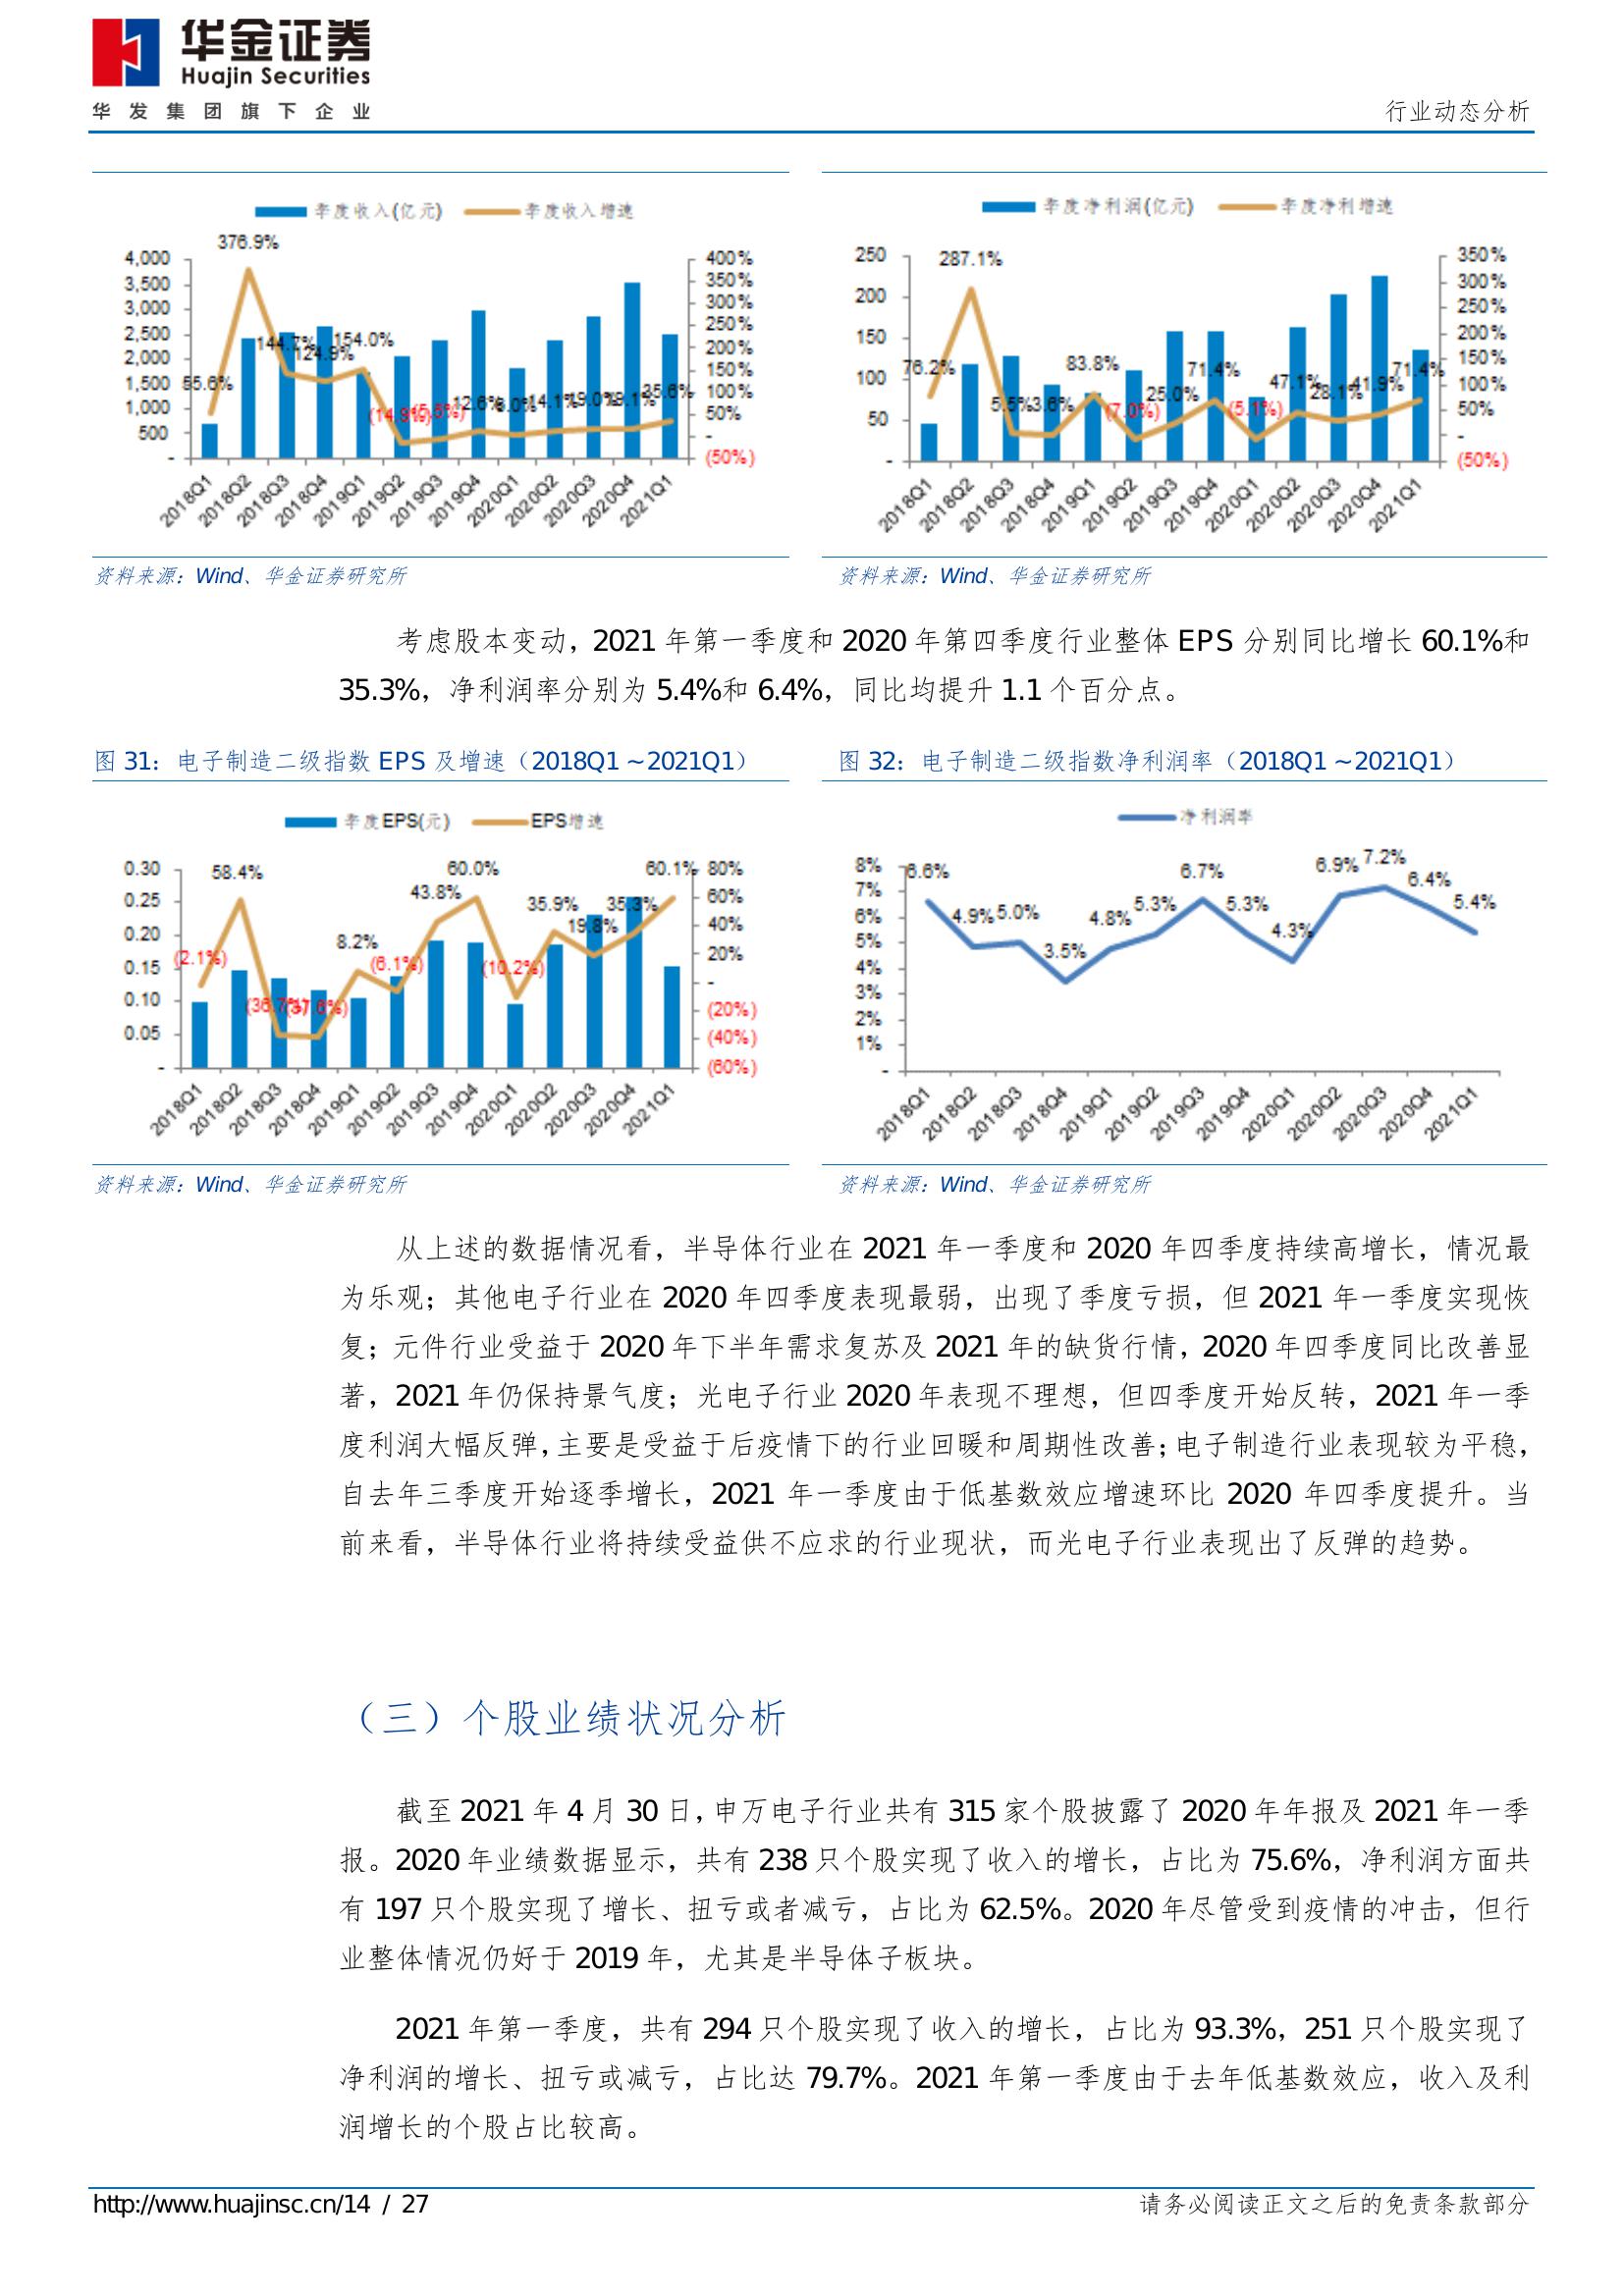 华金证券
Huajin Securities
华发集团旗下企业
行业动态分析
季度收入(亿元) 季度收入增速
376.9%
4,000
3,500
3,000
2,500
2,000
1,500
1,000
500
-
400%
350%
300%
250%
200%
150%
100%
50%
-
(50%)
55.6% 144.7% 124.9% 154.0% (14.9%) (5.5%) 12.6% 14.1% 19.0% 19.1% 35.6%
2018Q1 2018Q2 2018Q3 2018Q4 2019Q1 2019Q2 2019Q3 2019Q4 2020Q1 2020Q2 2020Q3 2020Q4 2021Q1
季度净利润(亿元) 季度净利增速
250
200
150
100
50
-
350%
300%
250%
200%
150%
100%
50%
-
(50%)
76.2% 287.1% 5.5% 3.6% 83.8% (7.0%) 25.0% 71.4% (5.1%) 47.1% 28.1% 41.9% 71.4%
2018Q1 2018Q2 2018Q3 2018Q4 2019Q1 2019Q2 2019Q3 2019Q4 2020Q1 2020Q2 2020Q3 2020Q4 2021Q1
资料来源：Wind、华金证券研究所
资料来源：Wind、华金证券研究所
考虑股本变动，2021 年第一季度和 2020 年第四季度行业整体 EPS 分别同比增长 60.1%和
35.3%，净利润率分别为 5.4%和 6.4%，同比均提升 1.1 个百分点。
图 31：电子制造二级指数 EPS 及增速（2018Q1 ~ 2021Q1）
图 32：电子制造二级指数净利润率（2018Q1 ~ 2021Q1）
季度EPS(元) EPS增速
0.30
0.25
0.20
0.15
0.10
0.05
-
80%
60%
40%
20%
-
(20%)
(40%)
(60%)
(2.1%) 58.4% (36.7%) (37.6%) 8.2% (6.1%) 43.8% 60.0% (10.2%) 35.9% 19.8% 35.3% 60.1%
2018Q1 2018Q2 2018Q3 2018Q4 2019Q1 2019Q2 2019Q3 2019Q4 2020Q1 2020Q2 2020Q3 2020Q4 2021Q1
净利润率
8%
7%
6%
5%
4%
3%
2%
1%
-
6.6% 4.9% 5.0% 3.5% 4.8% 5.3% 6.7% 5.3% 4.3% 6.9% 7.2% 6.4% 5.4%
2018Q1 2018Q2 2018Q3 2018Q4 2019Q1 2019Q2 2019Q3 2019Q4 2020Q1 2020Q2 2020Q3 2020Q4 2021Q1
资料来源：Wind、华金证券研究所
资料来源：Wind、华金证券研究所
从上述的数据情况看，半导体行业在 2021 年一季度和 2020 年四季度持续高增长，情况最
为乐观；其他电子行业在 2020 年四季度表现最弱，出现了季度亏损，但 2021 年一季度实现恢
复；元件行业受益于 2020 年下半年需求复苏及 2021 年的缺货行情，2020 年四季度同比改善显
著，2021 年仍保持景气度；光电子行业 2020 年表现不理想，但四季度开始反转，2021 年一季
度利润大幅反弹，主要是受益于后疫情下的行业回暖和周期性改善；电子制造行业表现较为平稳，
自去年三季度开始逐季增长，2021 年一季度由于低基数效应增速环比 2020 年四季度提升。当
前来看，半导体行业将持续受益供不应求的行业现状，而光电子行业表现出了反弹的趋势。
（三）个股业绩状况分析
截至 2021 年 4 月 30 日，申万电子行业共有 315 家个股披露了 2020 年年报及 2021 年一季
报。2020 年业绩数据显示，共有 238 只个股实现了收入的增长，占比为 75.6%，净利润方面共
有 197 只个股实现了增长、扭亏或者减亏，占比为 62.5%。2020 年尽管受到疫情的冲击，但行
业整体情况仍好于 2019 年，尤其是半导体子板块。
2021 年第一季度，共有 294 只个股实现了收入的增长，占比为 93.3%，251 只个股实现了
净利润的增长、扭亏或减亏，占比达 79.7%。2021 年第一季度由于去年低基数效应，收入及利
润增长的个股占比较高。
http://www.huajinsc.cn/14 / 27
请务必阅读正文之后的免责条款部分